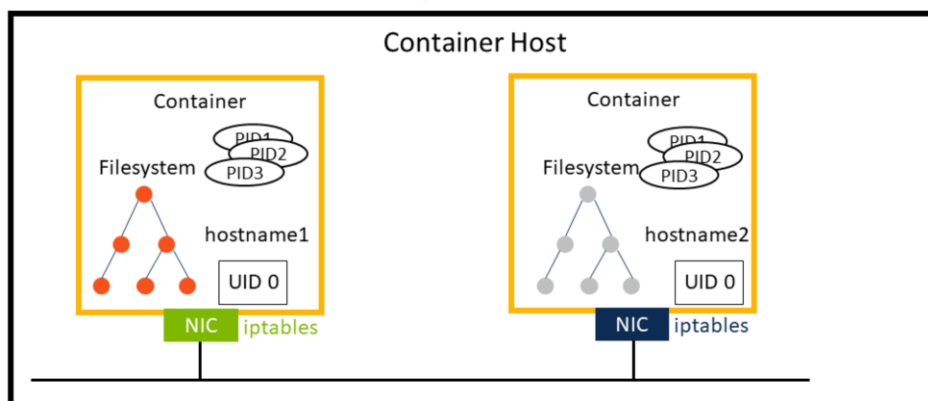 Container Host
Container
PID1
PID2
PID3
Filesystem
hostname1
UID 0
NIC
iptables
Container
PID1
PID2
PID3
Filesystem
hostname2
UID 0
NIC
iptables